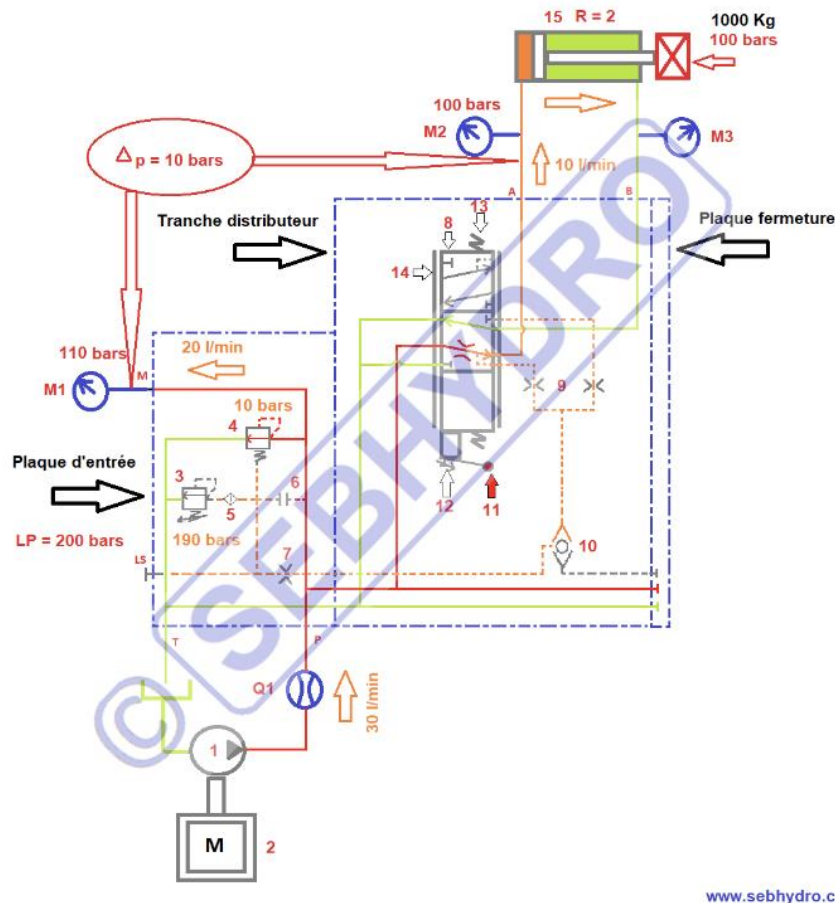 15 R = 2
1000 Kg
100 bars
100 bars
M2
M3
Δp = 10 bars
10 l/min
A
B
Tranche distributeur
8
13
Plaque fermeture
14
110 bars
M
20 l/min
M1
10 bars
4
9
Plaque d'entrée
3
6
5
12
11
LP = 200 bars
190 bars
LS
7
10
T
P
Q1
30 l/min
1
M
2
© SEBHYDRO
www.sebhydro.c